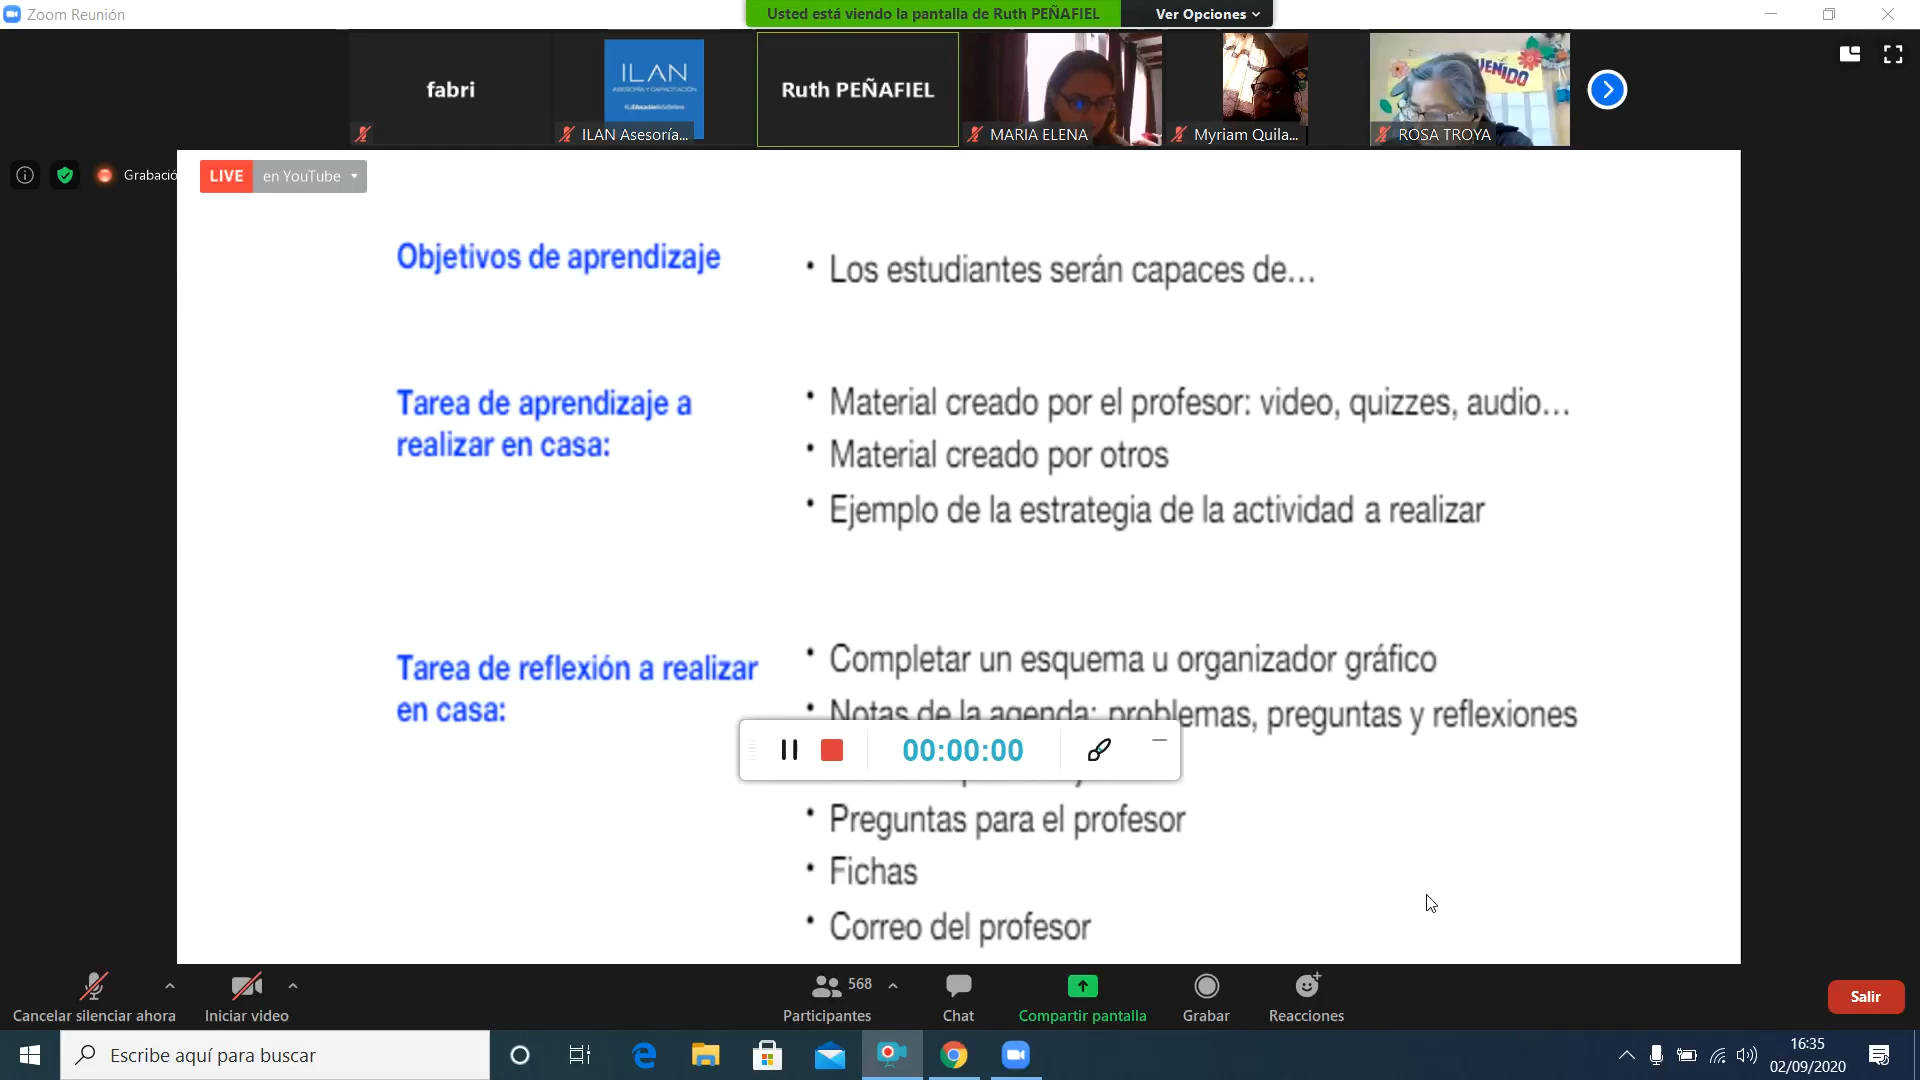 Zoom Reunión
Usted está viendo la pantalla de Ruth PEÑAFIEL
Ver Opciones
fabri
ILAN
ASESORÍA Y CAPACITACIÓN
ILAN Asesoría...
Ruth PEÑAFIEL
MARIA ELENA
Myriam Quila...
VENIDO
ROSA TROYA
Grabació
LIVE en YouTube
Objetivos de aprendizaje
• Los estudiantes serán capaces de...
Tarea de aprendizaje a
realizar en casa:
• Material creado por el profesor: video, quizzes, audio...
• Material creado por otros
• Ejemplo de la estrategia de la actividad a realizar
Tarea de reflexión a realizar
en casa:
• Completar un esquema u organizador gráfico
• Notas de la agenda: problemas, preguntas y reflexiones
00:00:00
• Preguntas para el profesor
• Fichas
• Correo del profesor
Cancelar silenciar ahora
Iniciar video
568
Participantes
Chat
Compartir pantalla
Grabar
Reacciones
Salir
Escribe aquí para buscar
16:35
02/09/2020